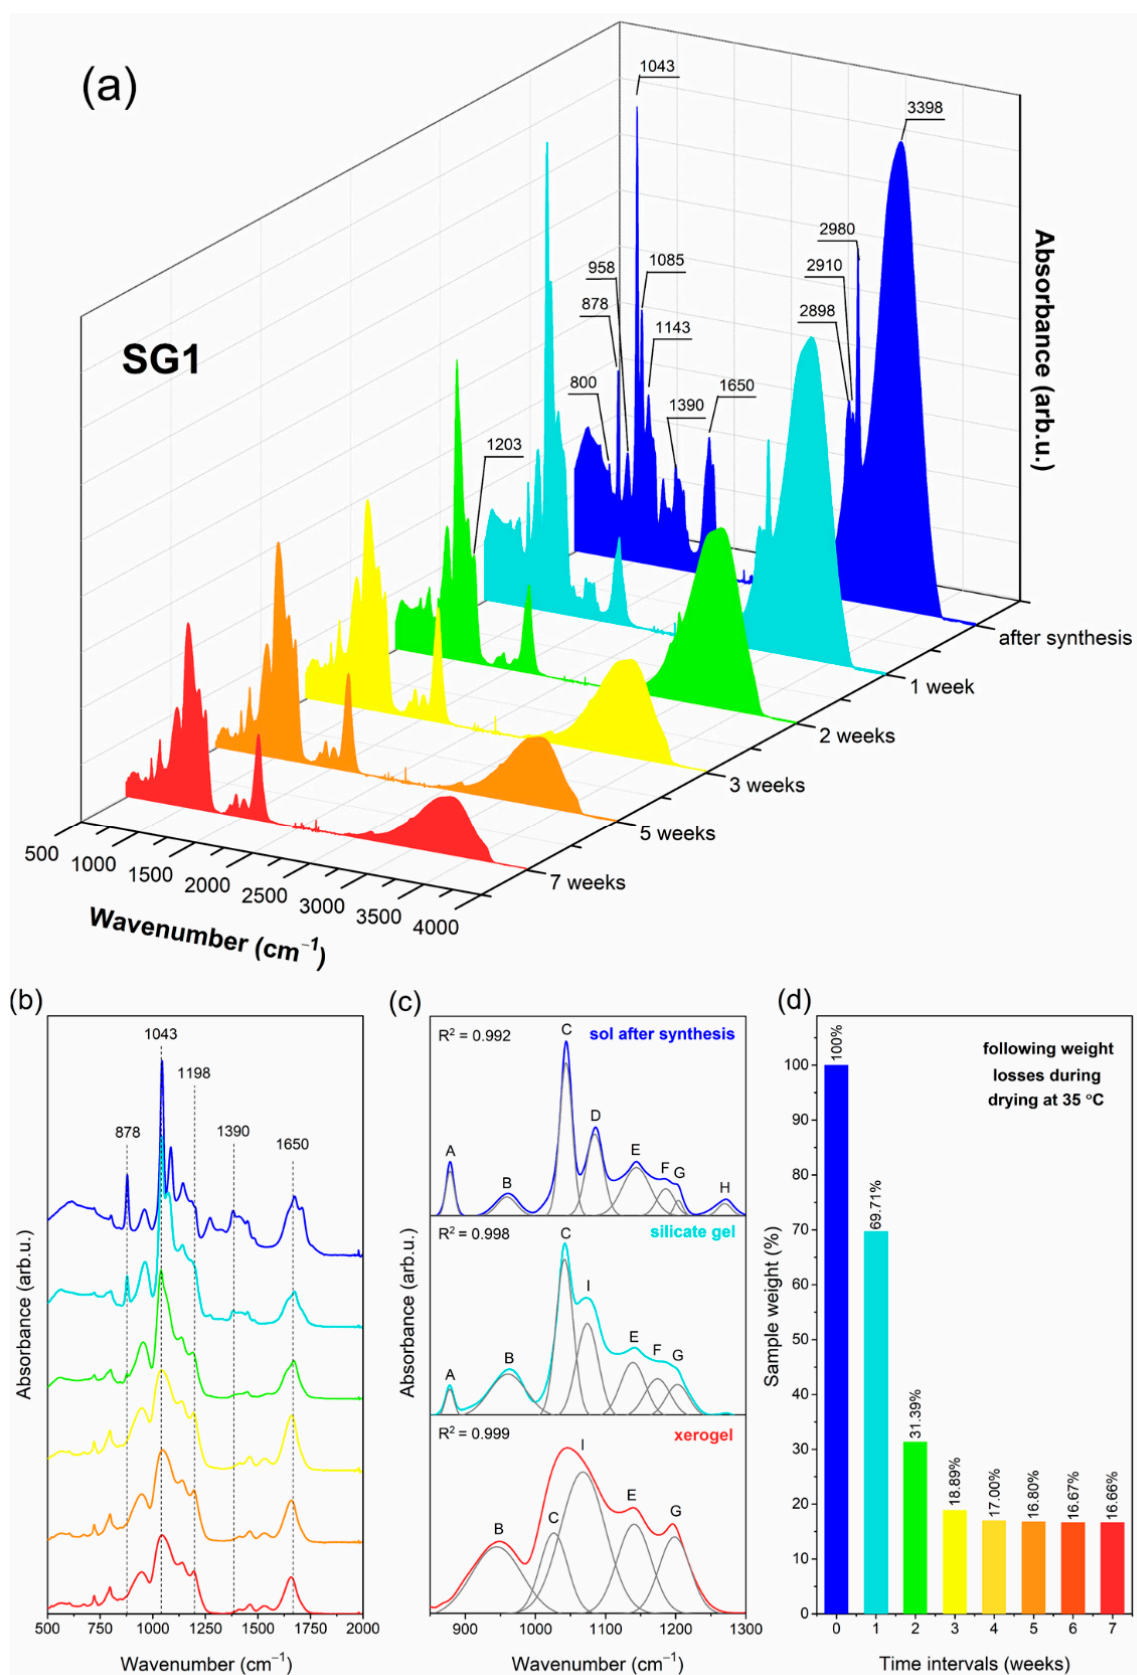 (a)
SG1
1043
3398
2980
2910
2898
958
878
1085
1143
800
1390
1650
1203
Absorbance (arb.u.)
after synthesis
1 week
2 weeks
3 weeks
5 weeks
7 weeks
500
1000
1500
2000
2500
3000
3500
4000
Wavenumber (cm⁻¹)
(b)
1043
1198
878
1390
1650
Absorbance (arb.u.)
500 750 1000 1250 1500 1750 2000
Wavenumber (cm⁻¹)
(c)
R² = 0.992
sol after synthesis
A B C D E F G H
R² = 0.998
silicate gel
A B C I E F G
R² = 0.999
xerogel
B C I E G
Absorbance (arb.u.)
900 1000 1100 1200 1300
Wavenumber (cm⁻¹)
(d)
following weight
losses during
drying at 35 °C
100%
69.71%
31.39%
18.89%
17.00%
16.80%
16.67%
16.66%
Sample weight (%)
100
90
80
70
60
50
40
30
20
10
0
0 1 2 3 4 5 6 7
Time intervals (weeks)